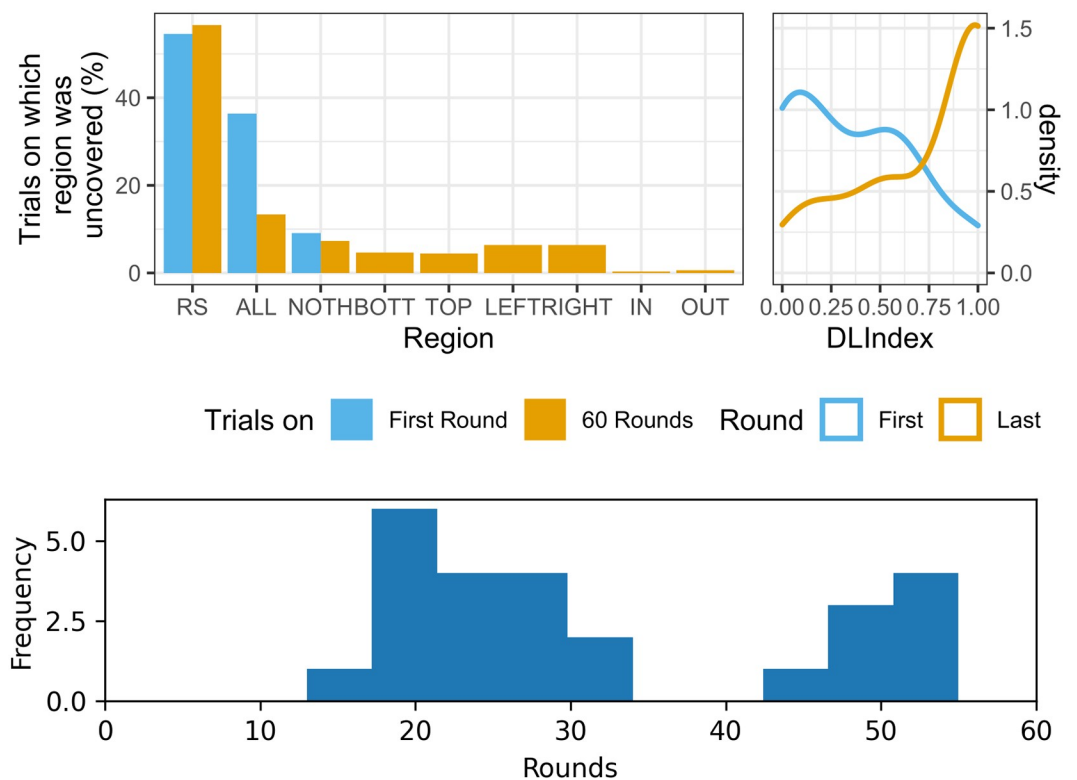 Trials on which
region was
uncovered (%)
40
20
0
RS ALL NOTHBOTT TOP LEFTRIGHT IN OUT
Region
1.5
1.0
0.5
0.0
density
0.00 0.25 0.50 0.75 1.00
DLIndex
Trials on First Round 60 Rounds Round First Last
Frequency
5.0
2.5
0.0
0 10 20 30 40 50 60
Rounds